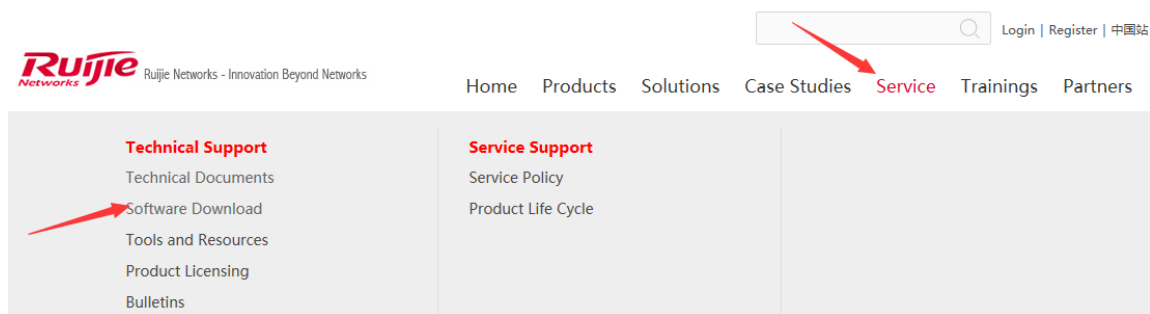 Login | Register | 中国站
Ruijie
Networks
Ruijie Networks - Innovation Beyond Networks
Home Products Solutions Case Studies Service Trainings Partners
Technical Support
Technical Documents
Software Download
Tools and Resources
Product Licensing
Bulletins
Service Support
Service Policy
Product Life Cycle